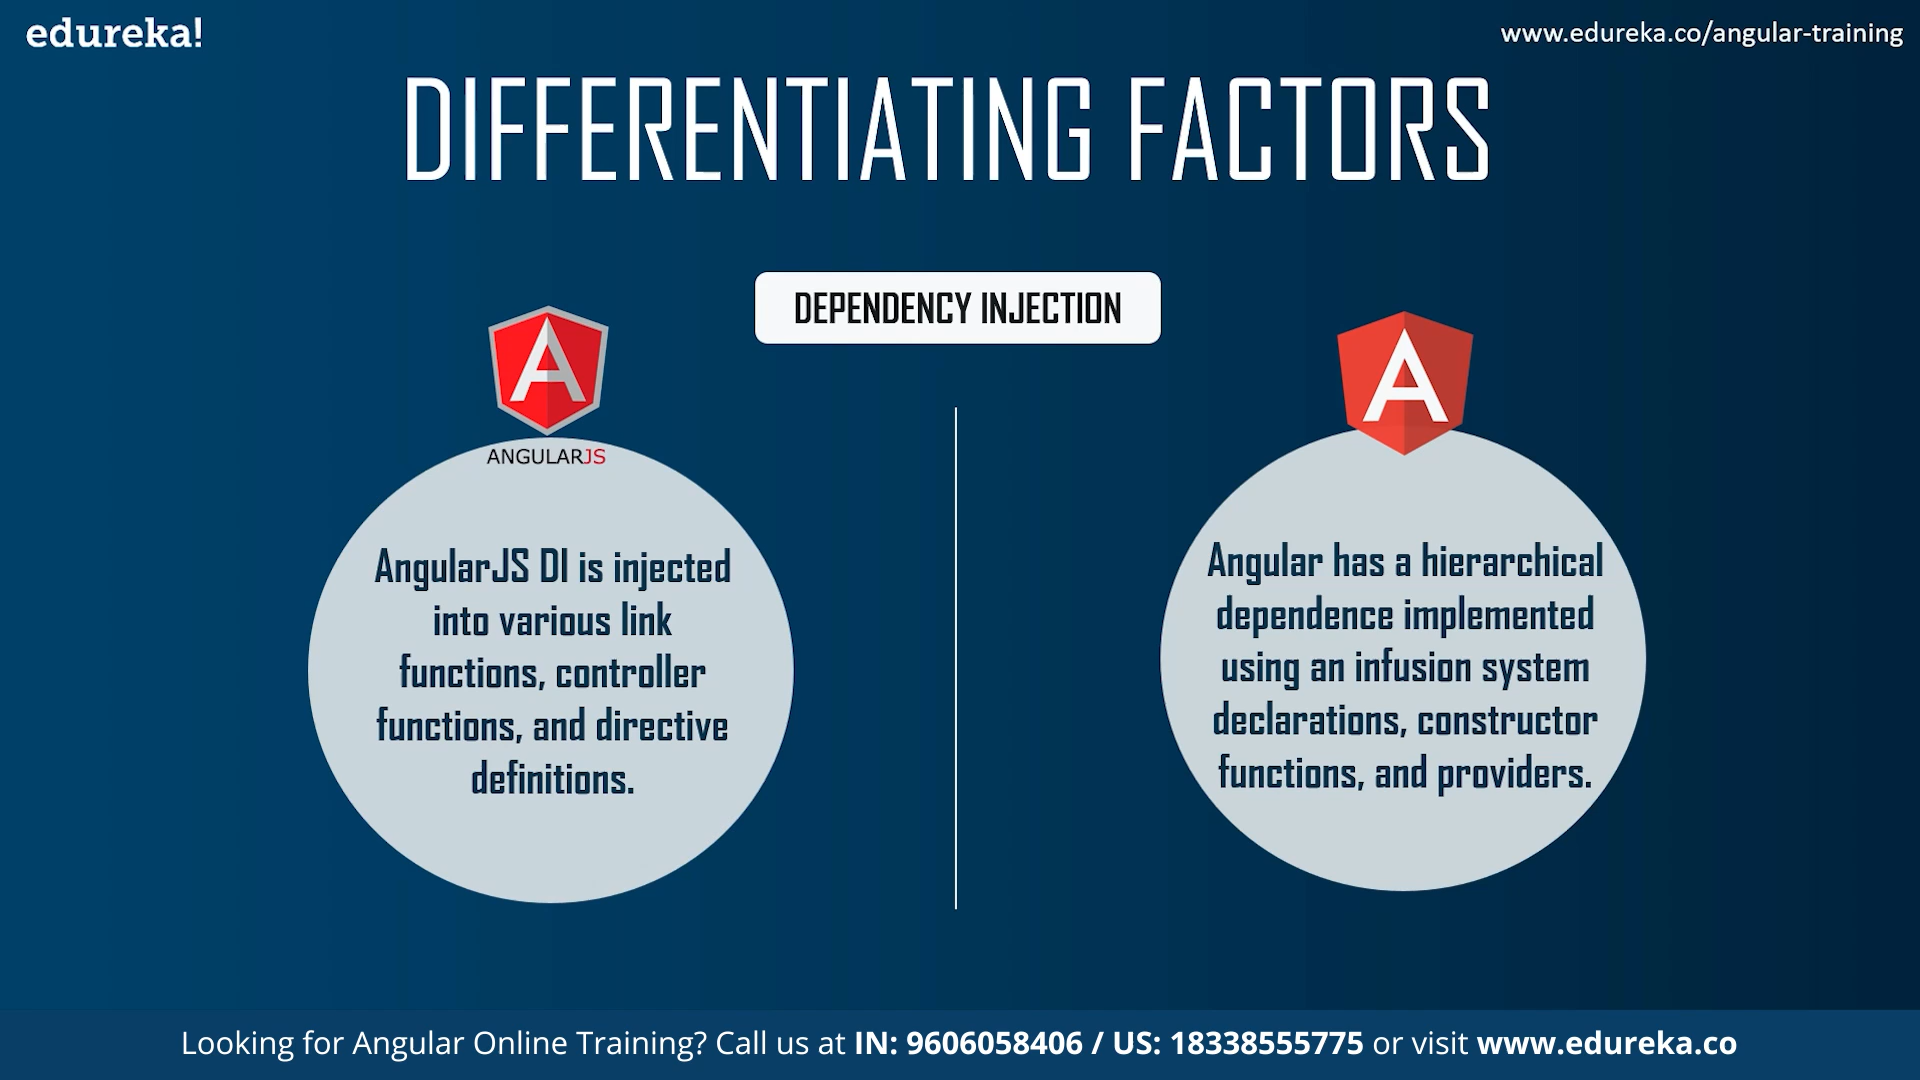 edureka!
www.edureka.co/angular-training
DIFFERENTIATING FACTORS
DEPENDENCY INJECTION
ANGULARJS
AngularJS DI is injected
into various link
functions, controller
functions, and directive
definitions.
Angular has a hierarchical
dependence implemented
using an infusion system
declarations, constructor
functions, and providers.
Looking for Angular Online Training? Call us at IN: 9606058406 / US: 18338555775 or visit www.edureka.co